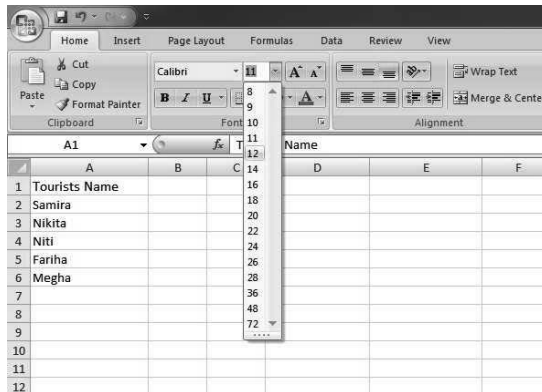 Home Insert Page Layout Formulas Data Review View
Cut
Copy
Format Painter
Paste
Calibri 11 A A
B I U A
Wrap Text
Merge & Cente
Clipboard Font Alignment
A1 fx T Name
A B C D E F
1 Tourists Name
2 Samira
3 Nikita
4 Niti
5 Fariha
6 Megha
7
8
9
10
11
12
8
9
10
11
12
14
16
18
20
22
24
26
28
36
48
72